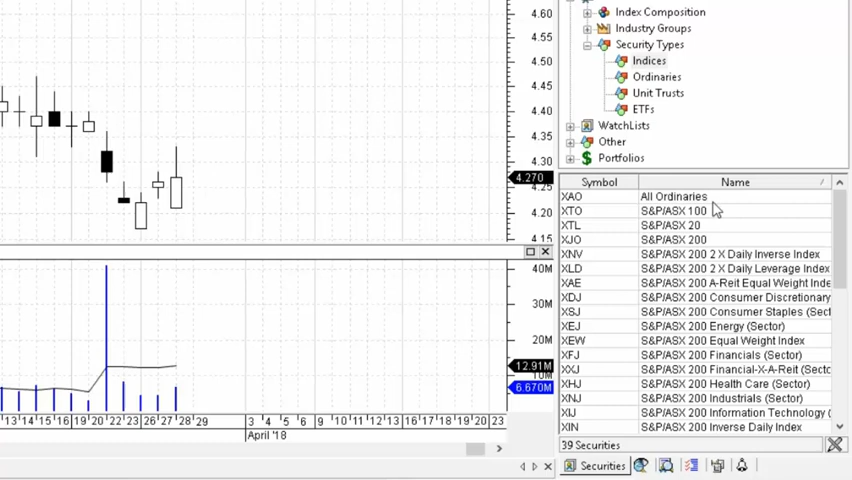 4.60
4.55
4.50
4.45
4.40
4.35
4.30
4.270
4.25
4.20
4.15
40M
30M
20M
12.91M
10M
6.670M
13 14 15 16 19 20 21 22 23 26 27 28 29 3 4 5 6 9 10 11 12 13 16 17 18 19 20 23
April '18
Index Composition
Industry Groups
Security Types
Indices
Ordinaries
Unit Trusts
ETFs
WatchLists
Other
Portfolios
Symbol Name
XAO All Ordinaries
XTO S&P/ASX 100
XTL S&P/ASX 20
XJO S&P/ASX 200
XNV S&P/ASX 200 2 X Daily Inverse Index
XLD S&P/ASX 200 2 X Daily Leverage Index
XAE S&P/ASX 200 A-Reit Equal Weight Inde
XDJ S&P/ASX 200 Consumer Discretionary
XSJ S&P/ASX 200 Consumer Staples (Sect
XEJ S&P/ASX 200 Energy (Sector)
XEW S&P/ASX 200 Equal Weight Index
XFJ S&P/ASX 200 Financials (Sector)
XXJ S&P/ASX 200 Financial-X-A-Reit (Secto
XHJ S&P/ASX 200 Health Care (Sector)
XNJ S&P/ASX 200 Industrials (Sector)
XIJ S&P/ASX 200 Information Technology (
XIN S&P/ASX 200 Inverse Daily Index
39 Securities
Securities